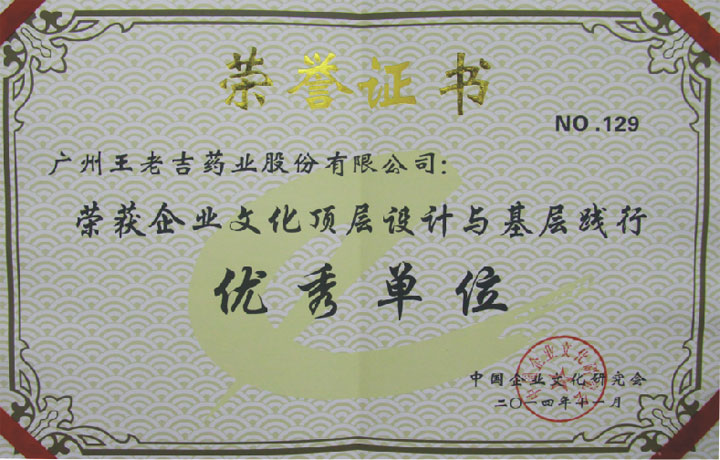 荣誉证书
NO.129
广州王老吉药业股份有限公司：
荣获企业文化顶层设计与基层践行
优秀单位
中国企业文化研究会
二〇一四年十一月